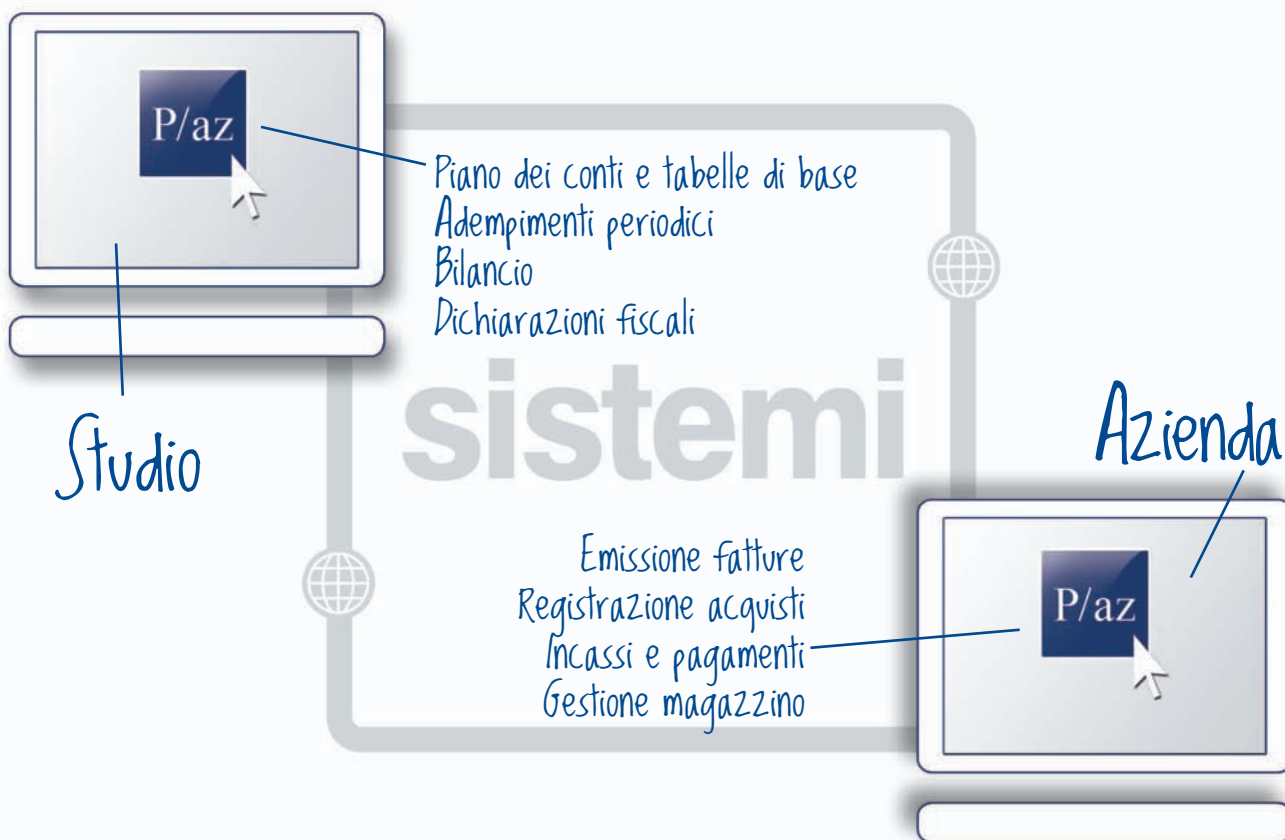 P/az
Piano dei conti e tabelle di base
Adempimenti periodici
Bilancio
Dichiarazioni fiscali
Studio
sistemi
Azienda
Emissione fatture
Registrazione acquisti
Incassi e pagamenti
Gestione magazzino
P/az